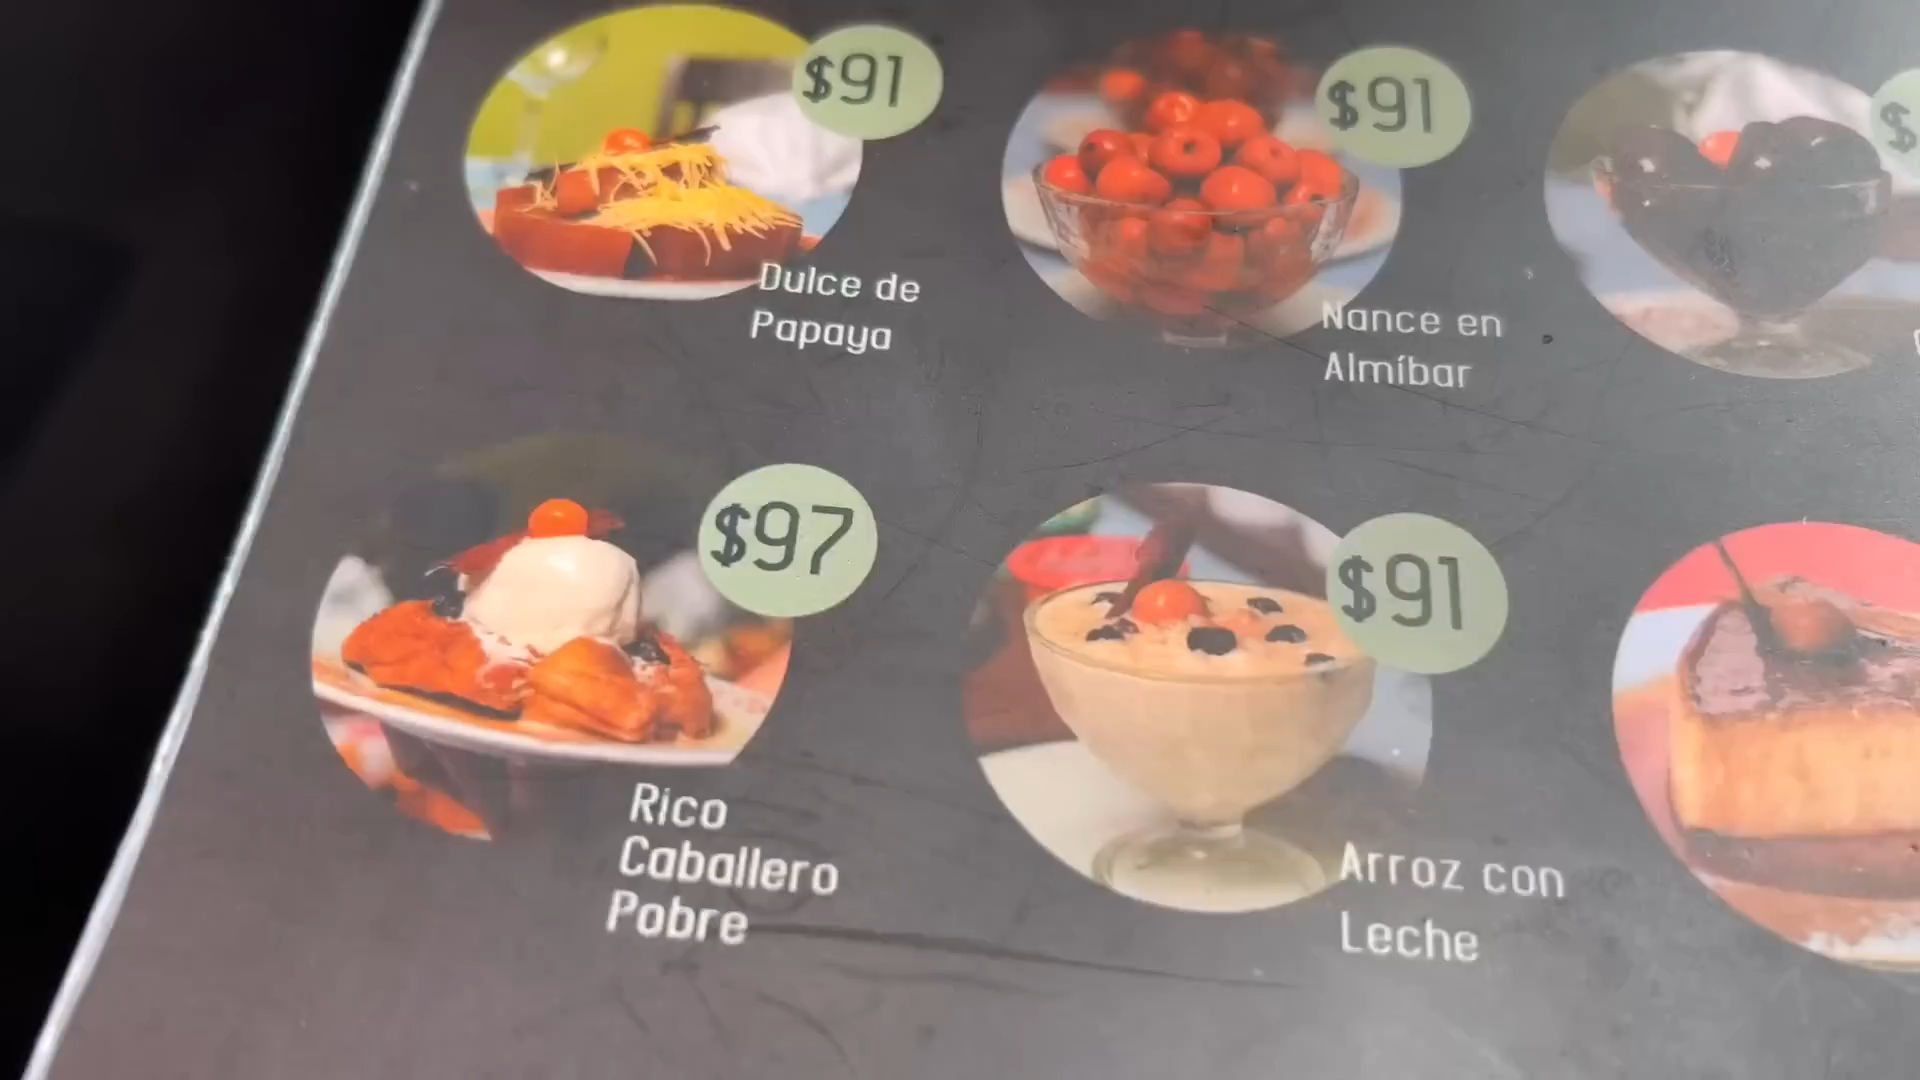 $91
Dulce de
Papaya
$91
Nance en
Almíbar
$
$97
Rico
Caballero
Pobre
$91
Arroz con
Leche